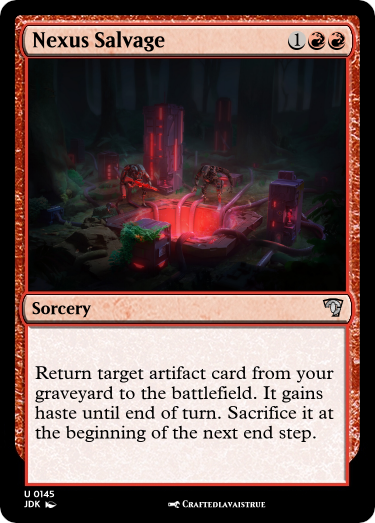 Nexus Salvage 1
Sorcery
Return target artifact card from your
graveyard to the battlefield. It gains
haste until end of turn. Sacrifice it at
the beginning of the next end step.
U 0145
JDK Craftedlavaistrue